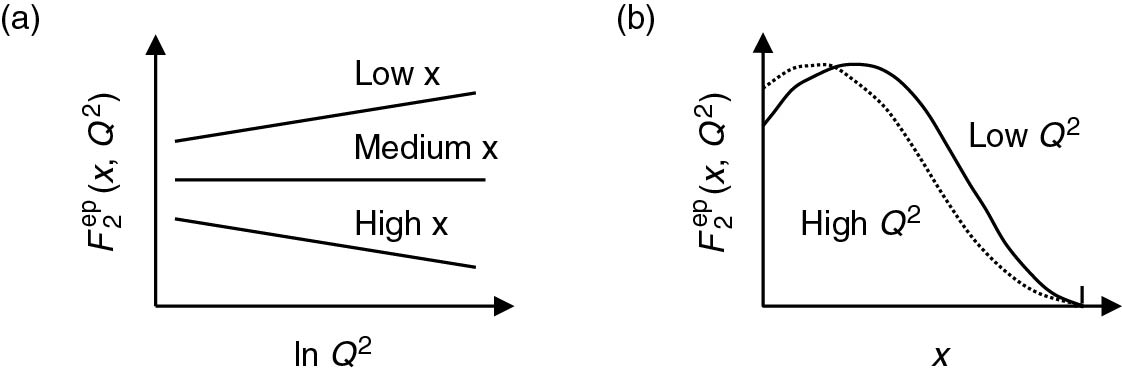 (a)
F₂ᵉᵖ(x, Q²)
Low x
Medium x
High x
ln Q²
(b)
F₂ᵉᵖ(x, Q²)
Low Q²
High Q²
x